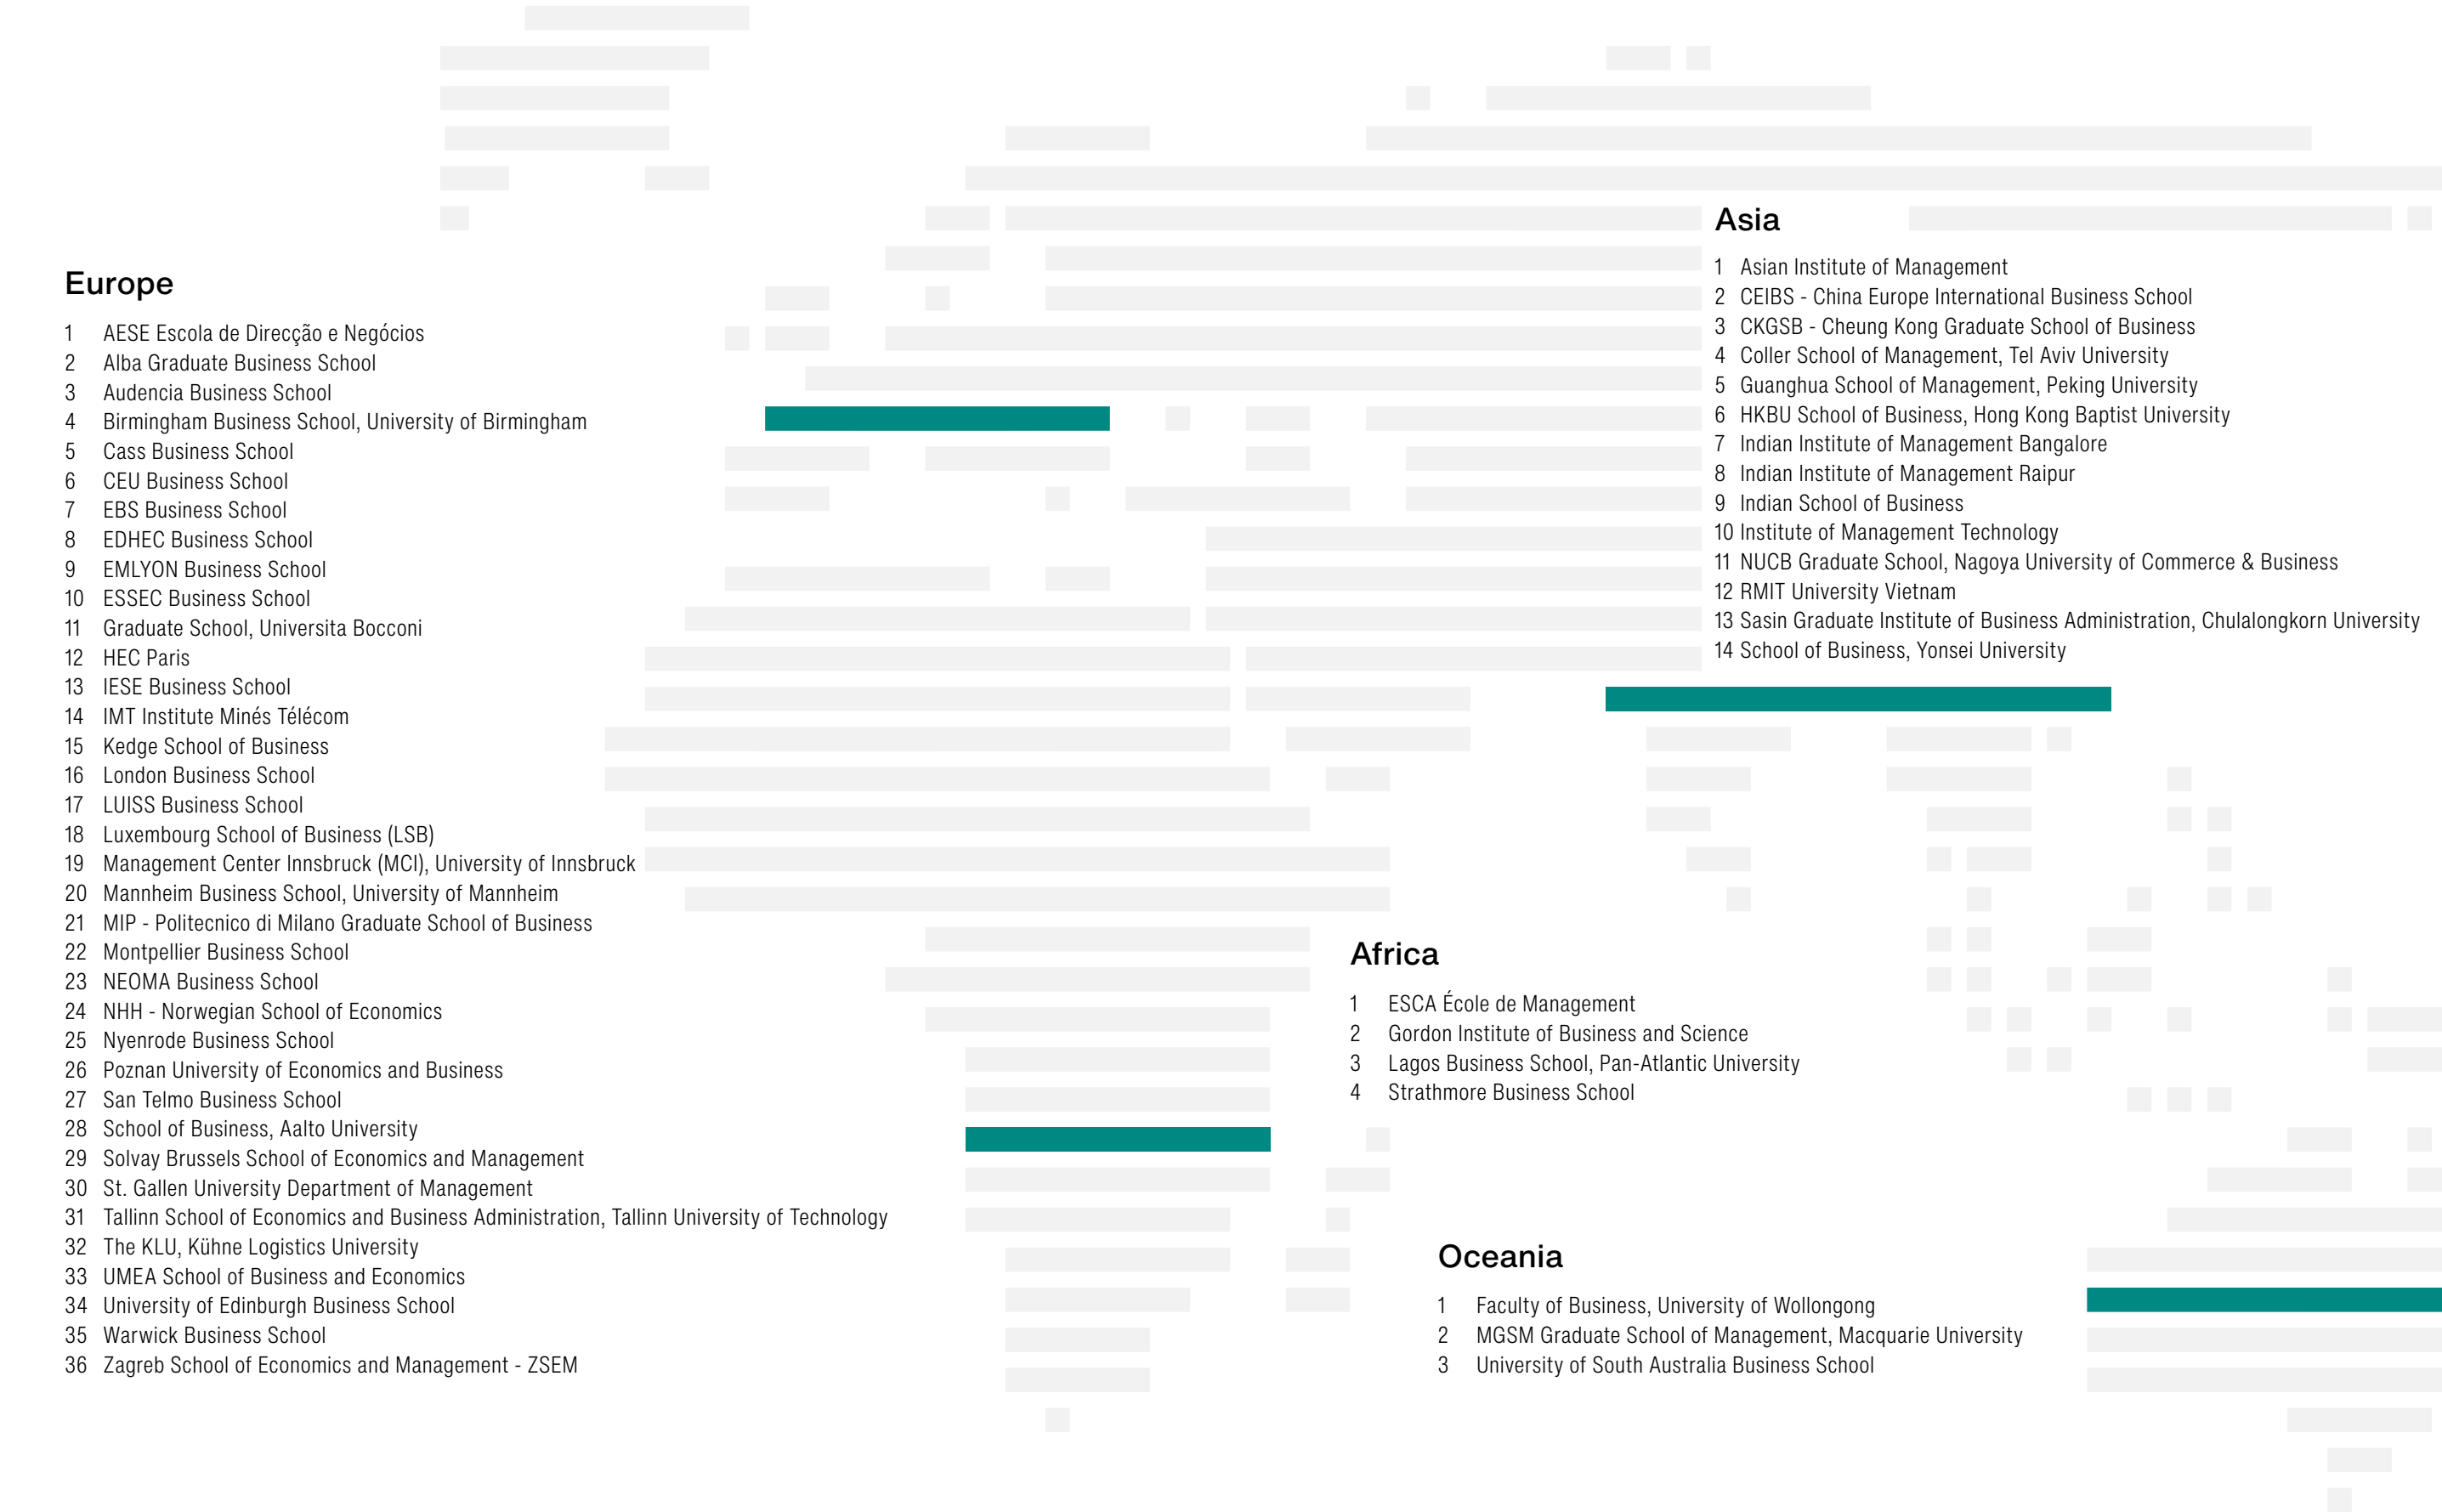 Europe
1 AESE Escola de Direcção e Negócios
2 Alba Graduate Business School
3 Audencia Business School
4 Birmingham Business School, University of Birmingham
5 Cass Business School
6 CEU Business School
7 EBS Business School
8 EDHEC Business School
9 EMLYON Business School
10 ESSEC Business School
11 Graduate School, Universita Bocconi
12 HEC Paris
13 IESE Business School
14 IMT Institute Minés Télécom
15 Kedge School of Business
16 London Business School
17 LUISS Business School
18 Luxembourg School of Business (LSB)
19 Management Center Innsbruck (MCI), University of Innsbruck
20 Mannheim Business School, University of Mannheim
21 MIP - Politecnico di Milano Graduate School of Business
22 Montpellier Business School
23 NEOMA Business School
24 NHH - Norwegian School of Economics
25 Nyenrode Business School
26 Poznan University of Economics and Business
27 San Telmo Business School
28 School of Business, Aalto University
29 Solvay Brussels School of Economics and Management
30 St. Gallen University Department of Management
31 Tallinn School of Economics and Business Administration, Tallinn University of Technology
32 The KLU, Kühne Logistics University
33 UMEA School of Business and Economics
34 University of Edinburgh Business School
35 Warwick Business School
36 Zagreb School of Economics and Management - ZSEM
Asia
1 Asian Institute of Management
2 CEIBS - China Europe International Business School
3 CKGSB - Cheung Kong Graduate School of Business
4 Coller School of Management, Tel Aviv University
5 Guanghua School of Management, Peking University
6 HKBU School of Business, Hong Kong Baptist University
7 Indian Institute of Management Bangalore
8 Indian Institute of Management Raipur
9 Indian School of Business
10 Institute of Management Technology
11 NUCB Graduate School, Nagoya University of Commerce & Business
12 RMIT University Vietnam
13 Sasin Graduate Institute of Business Administration, Chulalongkorn University
14 School of Business, Yonsei University
Africa
1 ESCA École de Management
2 Gordon Institute of Business and Science
3 Lagos Business School, Pan-Atlantic University
4 Strathmore Business School
Oceania
1 Faculty of Business, University of Wollongong
2 MGSM Graduate School of Management, Macquarie University
3 University of South Australia Business School